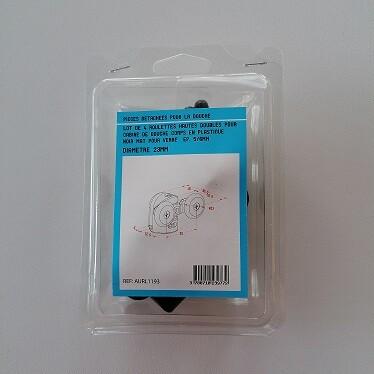 PIECES DETACHEES POUR LA DOUCHE
LOT DE 4 ROULETTES HAUTES DOUBLES POUR
CABINE DE DOUCHE CORPS EN PLASTIQUE
NOIR MAT POUR VERRE EP. 5/6MM
DIAMETRE 23MM
REF: AURL1193